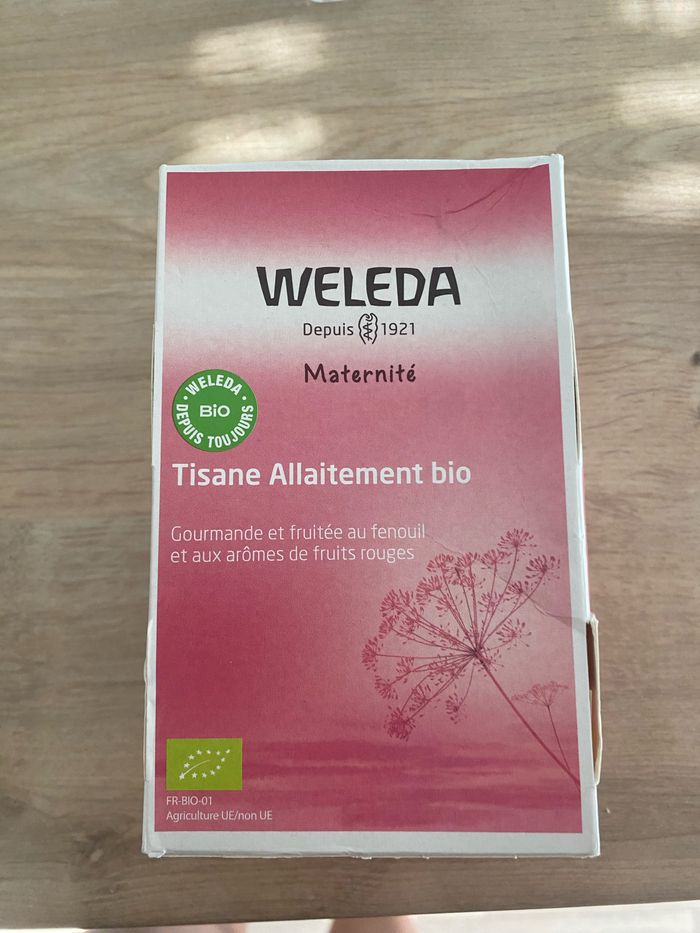 WELEDA
Depuis 1921
Maternité
WELEDA
BiO
DEPUIS TOUJOURS
Tisane Allaitement bio
Gourmande et fruitée au fenouil
et aux arômes de fruits rouges
FR-BIO-01
Agriculture UE/non UE